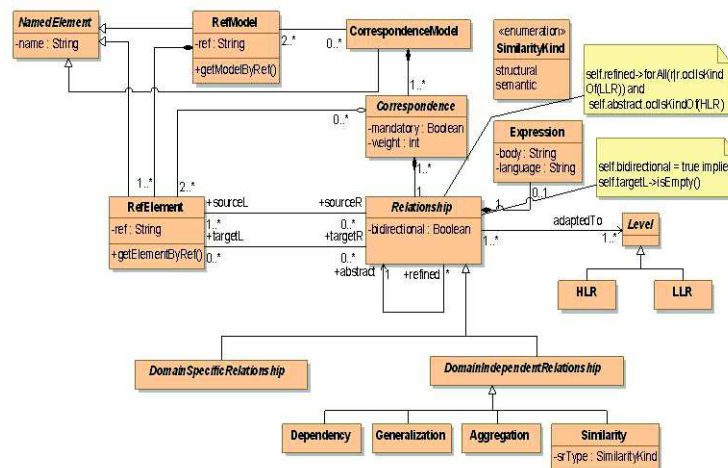 NamedElement
-name : String
RefModel
-ref : String
+getModelByRef()
2..*
0..*
CorrespondenceModel
«enumeration»
SimilarityKind
structural
semantic
self.refined->forAll(r|r.oclIsKind
Of(LLR)) and
self.abstract.oclIsKindOf(HLR)
1..*
0..*
Correspondence
-mandatory : Boolean
-weight : int
Expression
-body : String
-language : String
self.bidirectional = true implie
self.targetL->isEmpty()
1..*
2..*
1..*
1
1
0..1
RefElement
-ref : String
+getElementByRef()
+sourceL
1..*
+targetL
0..*
+sourceR
0..*
+targetR
0..*
Relationship
-bidirectional : Boolean
1..*
adaptedTo
1..*
Level
+abstract
1
+refined
*
HLR
LLR
DomainSpecificRelationship
DomainIndependentRelationship
Dependency
Generalization
Aggregation
Similarity
-srType : SimilarityKind